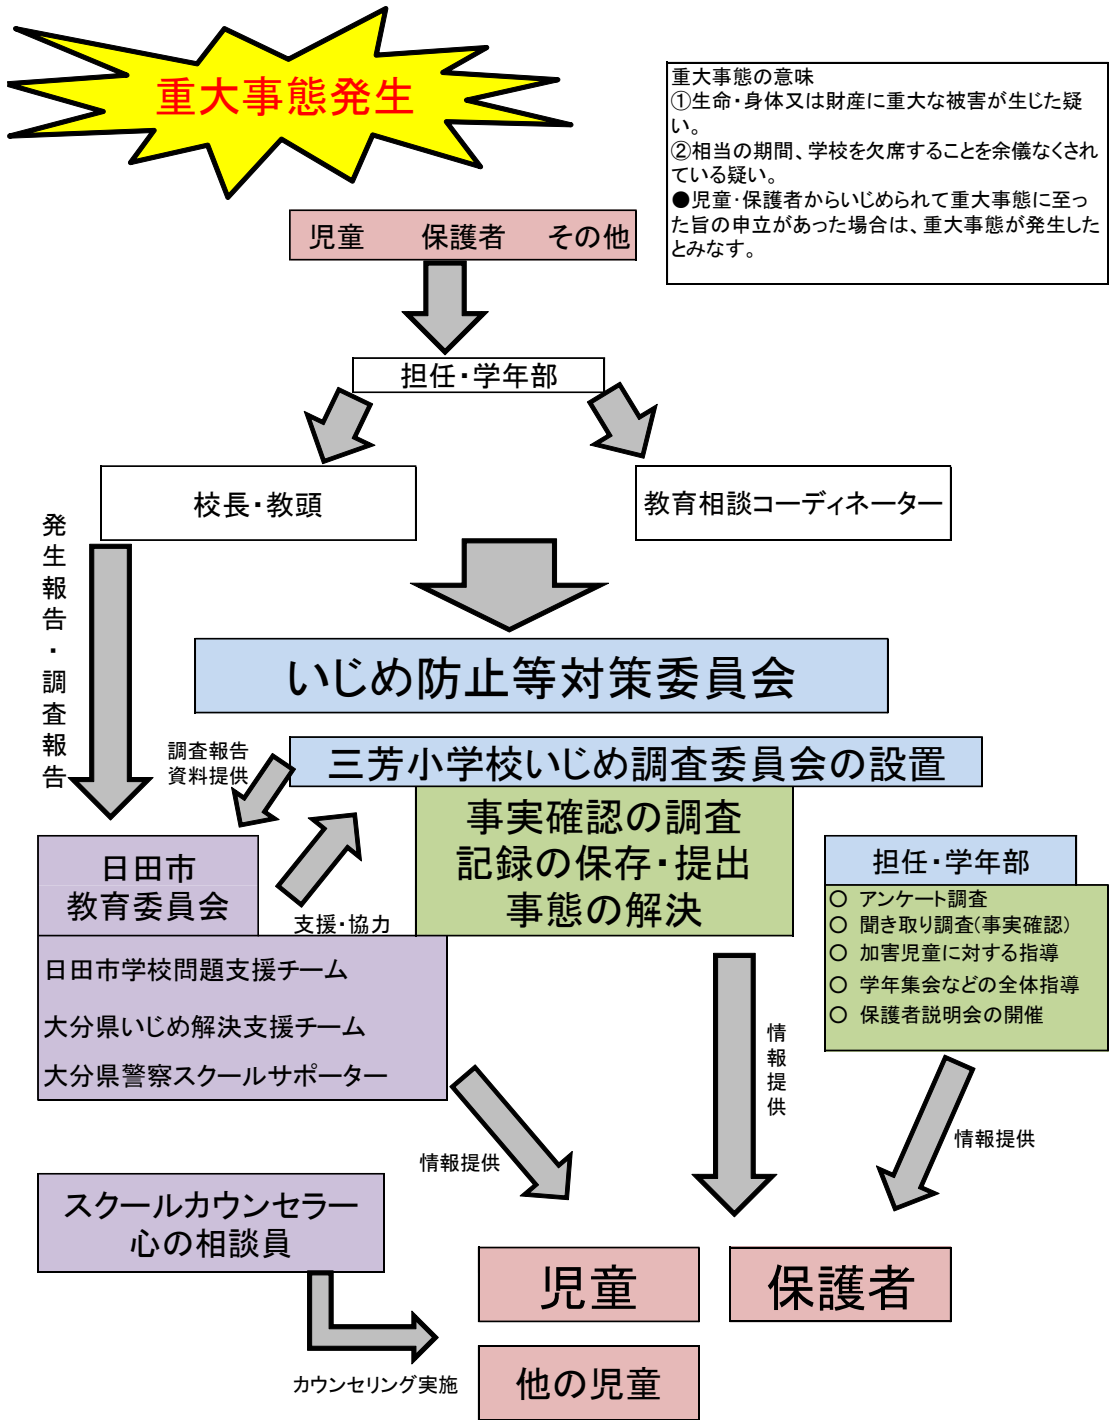 重大事態発生
重大事態の意味
①生命・身体又は財産に重大な被害が生じた疑
い。
②相当の期間、学校を欠席することを余儀なくされ
ている疑い。
●児童・保護者からいじめられて重大事態に至っ
た旨の申立があった場合は、重大事態が発生した
とみなす。
児童　保護者　その他
担任・学年部
校長・教頭
教育相談コーディネーター
発生報告・調査報告
いじめ防止等対策委員会
調査報告
資料提供
三芳小学校いじめ調査委員会の設置
事実確認の調査
記録の保存・提出
事態の解決
日田市
教育委員会
支援・協力
日田市学校問題支援チーム
大分県いじめ解決支援チーム
大分県警察スクールサポーター
担任・学年部
○ アンケート調査
○ 聞き取り調査(事実確認)
○ 加害児童に対する指導
○ 学年集会などの全体指導
○ 保護者説明会の開催
情報提供
情報提供
情報提供
スクールカウンセラー
心の相談員
児童
保護者
カウンセリング実施
他の児童